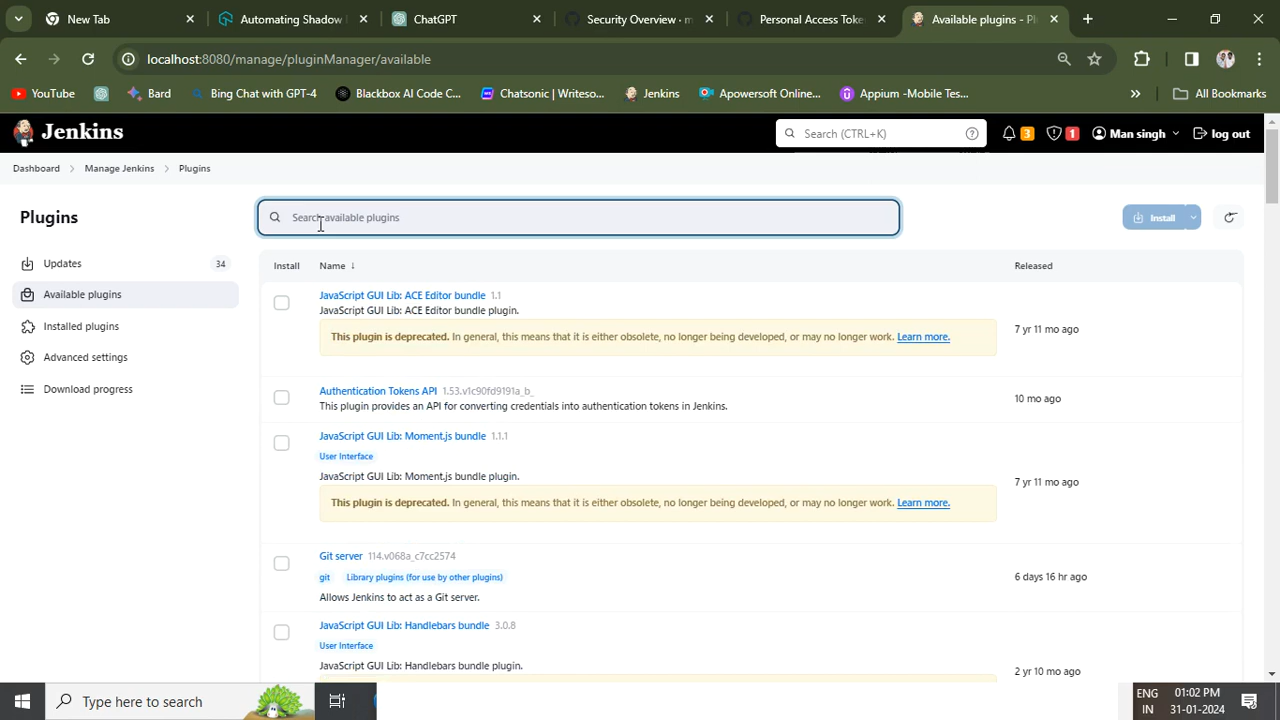 New Tab
Automating Shadow
ChatGPT
Security Overview - m
Personal Access Toke
Available plugins - Pl
localhost:8080/manage/pluginManager/available
YouTube
Bard
Bing Chat with GPT-4
Blackbox AI Code C...
Chatsonic | Writeso...
Jenkins
Apowersoft Online...
Appium -Mobile Tes...
All Bookmarks
Jenkins
Search (CTRL+K)
3
1
Man singh
log out
Dashboard
Manage Jenkins
Plugins
Plugins
Search available plugins
Install
Updates
34
Available plugins
Installed plugins
Advanced settings
Download progress
Install
Name ↓
Released
JavaScript GUI Lib: ACE Editor bundle 1.1
JavaScript GUI Lib: ACE Editor bundle plugin.
This plugin is deprecated. In general, this means that it is either obsolete, no longer being developed, or may no longer work. Learn more.
7 yr 11 mo ago
Authentication Tokens API 1.53.v1c90fd9191a_b_
This plugin provides an API for converting credentials into authentication tokens in Jenkins.
10 mo ago
JavaScript GUI Lib: Moment.js bundle 1.1.1
User Interface
JavaScript GUI Lib: Moment.js bundle plugin.
This plugin is deprecated. In general, this means that it is either obsolete, no longer being developed, or may no longer work. Learn more.
7 yr 11 mo ago
Git server 114.v068a_c7cc2574
git Library plugins (for use by other plugins)
Allows Jenkins to act as a Git server.
6 days 16 hr ago
JavaScript GUI Lib: Handlebars bundle 3.0.8
User Interface
JavaScript GUI Lib: Handlebars bundle plugin.
2 yr 10 mo ago
Type here to search
ENG
IN
01:02 PM
31-01-2024